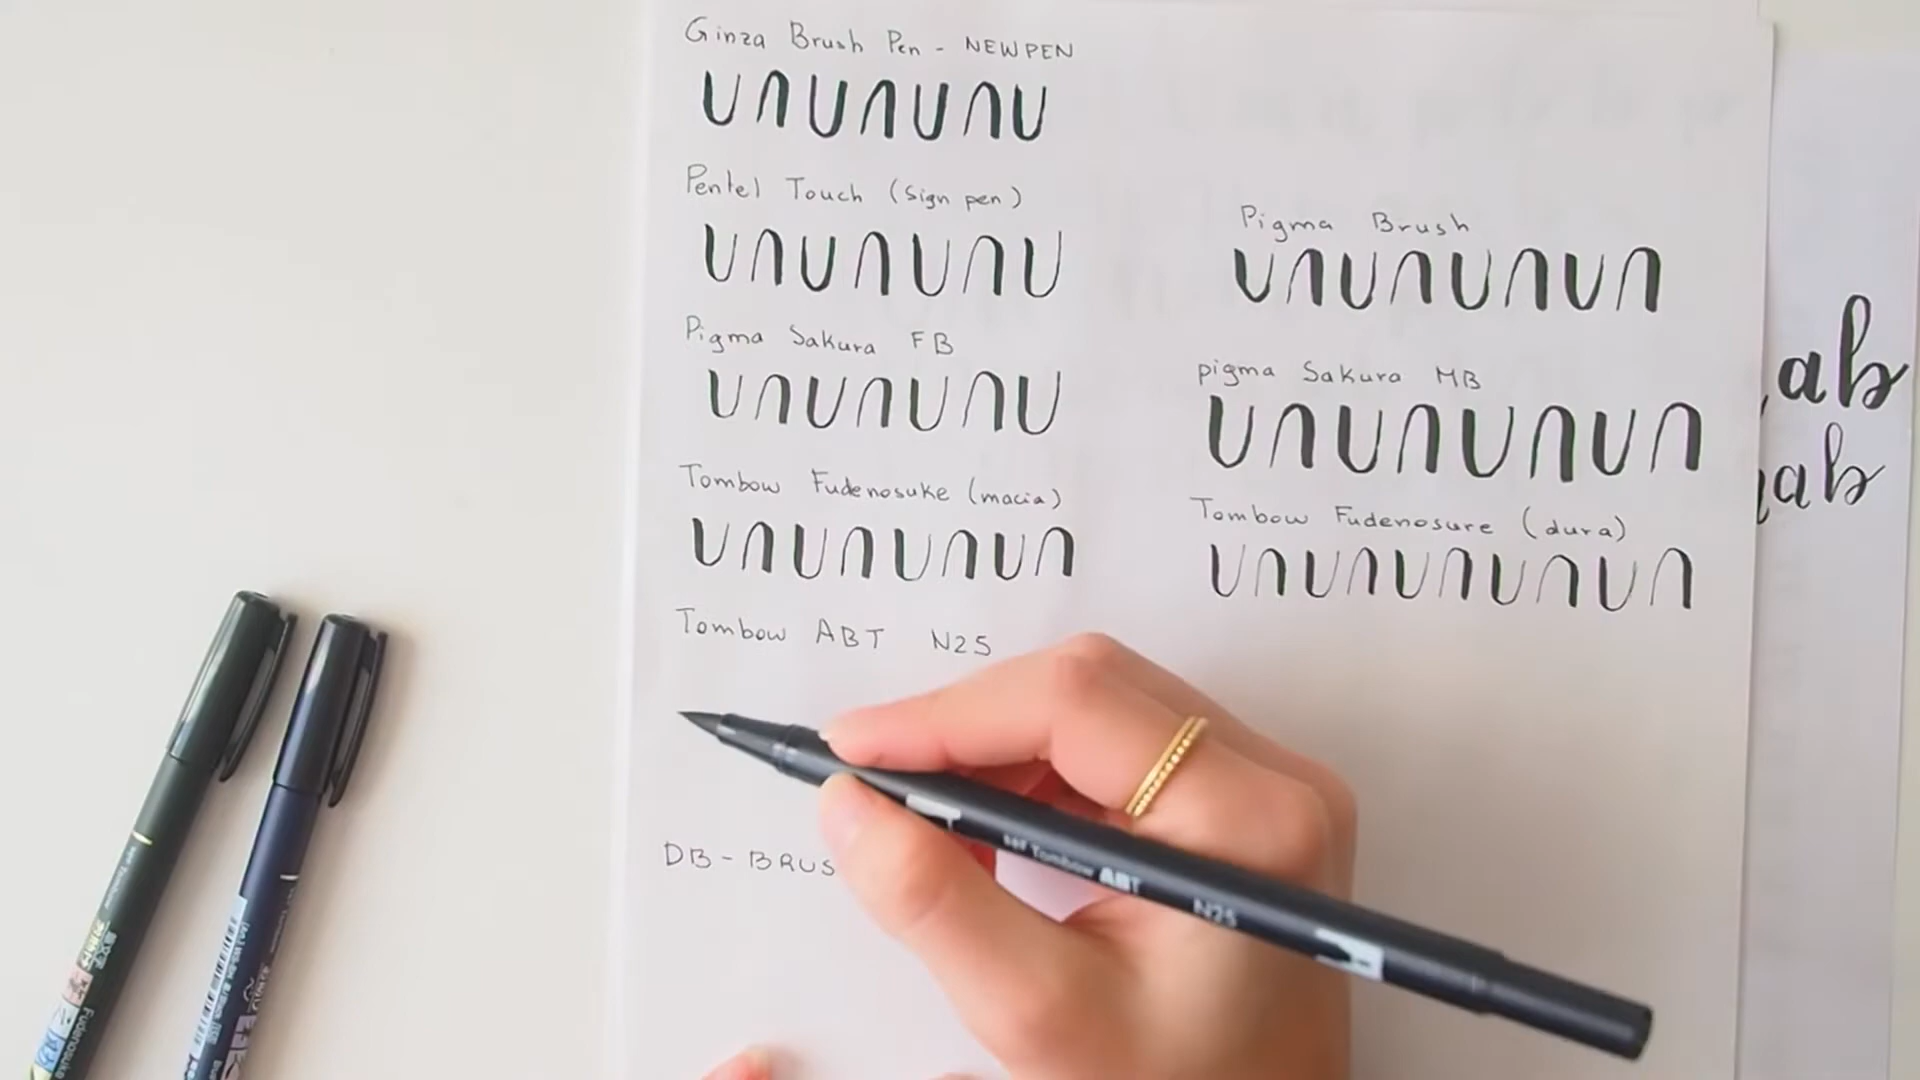 Ginza Brush Pen - NEWPEN
Pentel Touch (sign pen)
Pigma Brush
Pigma Sakura FB
pigma Sakura MB
Tombow Fudenosuke (macia)
Tombow Fudenosure (dura)
Tombow ABT N25
DB-BRUS
ab
ab
Tombow ABT
N25
Fudenosuke